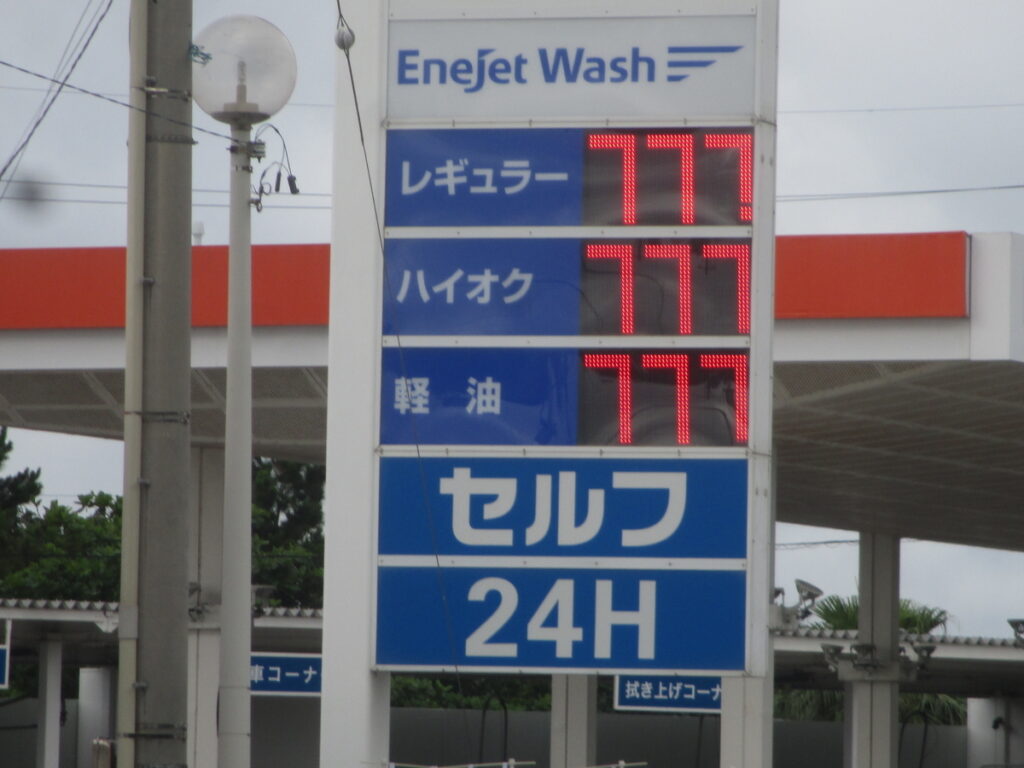 EneJet Wash
レギュラー 777
ハイオク 777
軽油 777
セルフ
24H
車コーナ
拭き上げコーナ